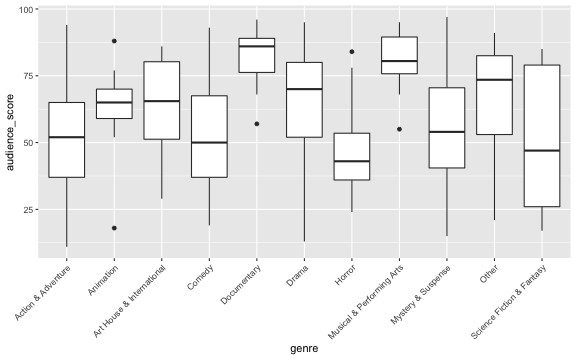 audience_score
100
75
50
25
Action & Adventure
Animation
Art House & International
Comedy
Documentary
Drama
Horror
Musical & Performing Arts
Mystery & Suspense
Other
Science Fiction & Fantasy
genre